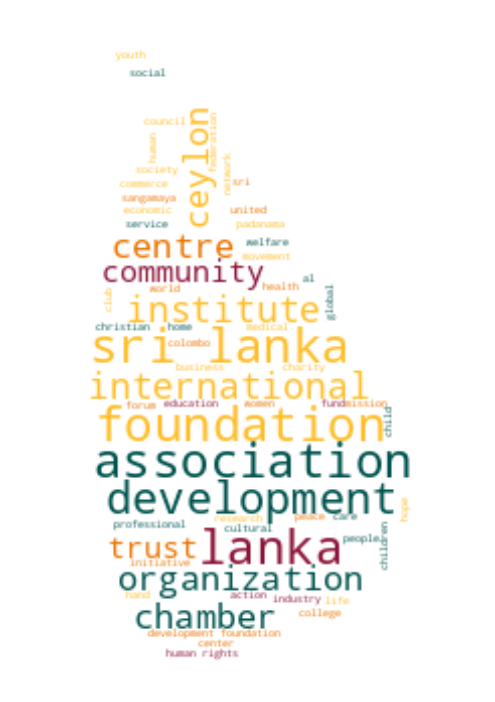 youth
social
council
human
ceylon
federation
society
network
commerce
sri
sangamaya
economic
united
service
padanama
centre
welfare
movement
community
al
club
world
health
global
institute
christian
home
medical
sri lanka
colombo
business
charity
international
forum
education
women
fund
mission
foundation
child
association
development
research
peace
care
hope
professional
cultural
children
trust
lanka
people
initiative
organization
hand
action
industry
life
chamber
college
development foundation
center
human rights